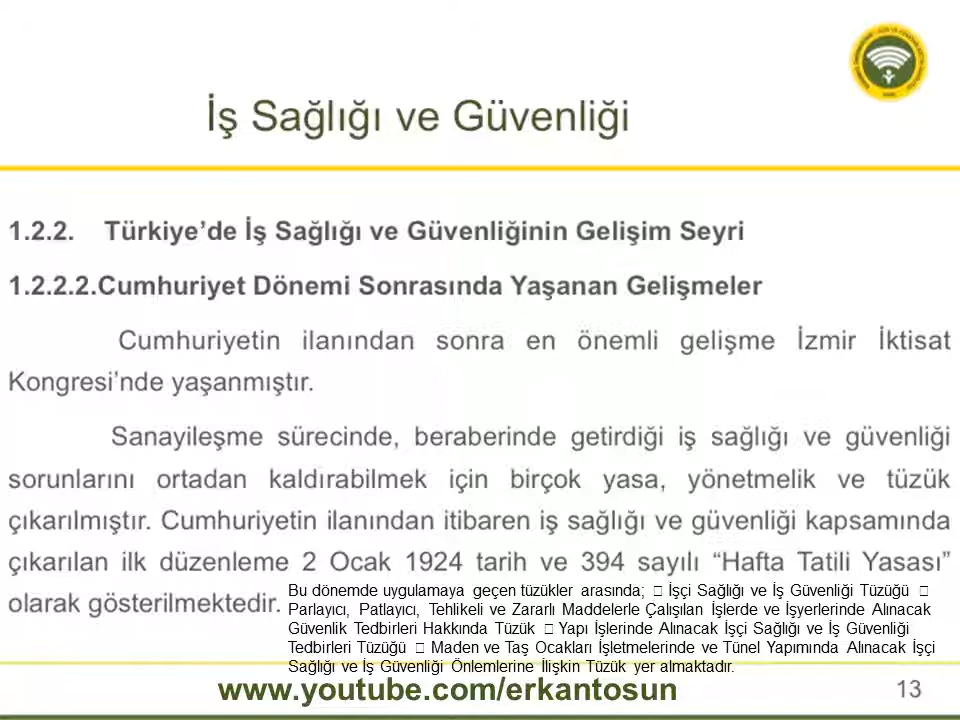 İş Sağlığı ve Güvenliği
1.2.2. Türkiye’de İş Sağlığı ve Güvenliğinin Gelişim Seyri
1.2.2.2.Cumhuriyet Dönemi Sonrasında Yaşanan Gelişmeler
Cumhuriyetin ilanından sonra en önemli gelişme İzmir İktisat
Kongresi’nde yaşanmıştır.
Sanayileşme sürecinde, beraberinde getirdiği iş sağlığı ve güvenliği
sorunlarını ortadan kaldırabilmek için birçok yasa, yönetmelik ve tüzük
çıkarılmıştır. Cumhuriyetin ilanından itibaren iş sağlığı ve güvenliği kapsamında
çıkarılan ilk düzenleme 2 Ocak 1924 tarih ve 394 sayılı “Hafta Tatili Yasası”
olarak gösterilmektedir.
Bu dönemde uygulamaya geçen tüzükler arasında; □ İşçi Sağlığı ve İş Güvenliği Tüzüğü □
Parlayıcı, Patlayıcı, Tehlikeli ve Zararlı Maddelerle Çalışılan İşlerde ve İşyerlerinde Alınacak
Güvenlik Tedbirleri Hakkında Tüzük □ Yapı İşlerinde Alınacak İşçi Sağlığı ve İş Güvenliği
Tedbirleri Tüzüğü □ Maden ve Taş Ocakları İşletmelerinde ve Tünel Yapımında Alınacak İşçi
Sağlığı ve İş Güvenliği Önlemlerine İlişkin Tüzük yer almaktadır.
www.youtube.com/erkantosun
13